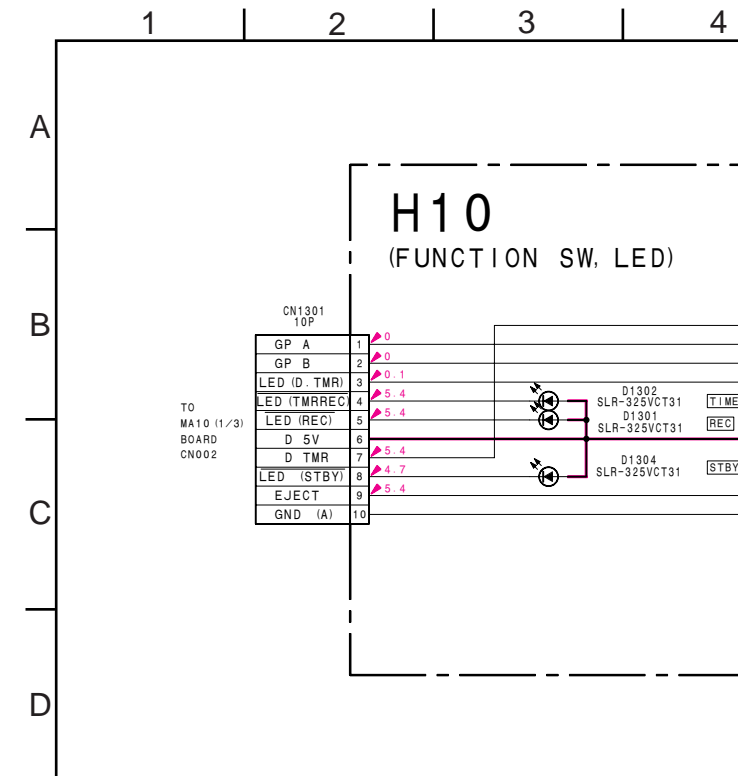 1 2 3 4
A
H10
(FUNCTION SW, LED)
B
CN1301
10P
GP A 1 0
GP B 2 0
LED (D.TMR) 3 0.1
LED (TMRREC) 4 5.4
LED (REC) 5 5.4
D 5V 6
D TMR 7 5.4
LED (STBY) 8 4.7
EJECT 9 5.4
GND (A) 10
TO
MA10 (1/3)
BOARD
CN002
D1302
SLR-325VCT31
TIME
D1301
SLR-325VCT31
REC
D1304
SLR-325VCT31
STBY
C
D